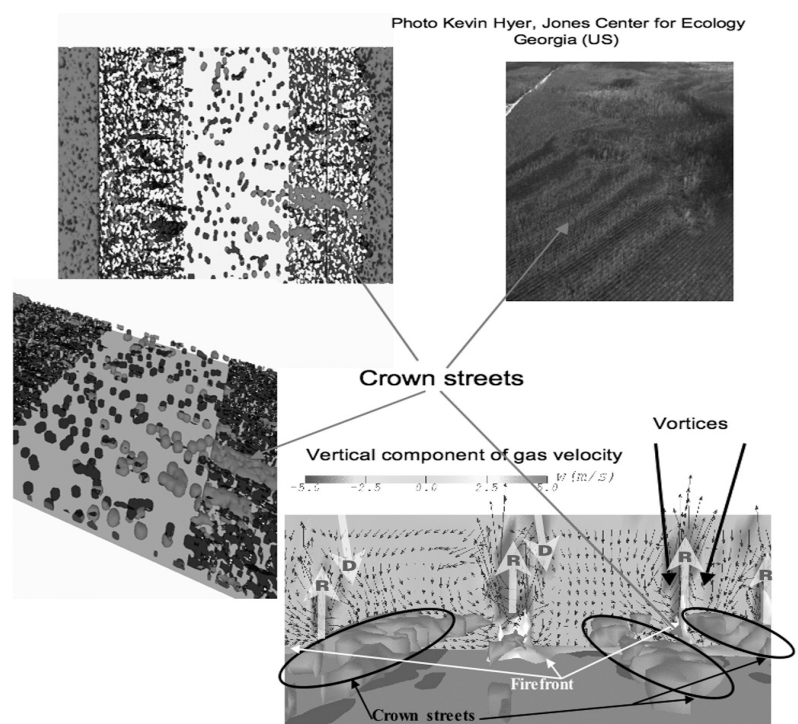 Photo Kevin Hyer, Jones Center for Ecology
Georgia (US)
Crown streets
Vortices
Vertical component of gas velocity
-5.0 -2.5 0.0 2.5 5.0 w(m/s)
D
D
R
R
R
R
Firefront
Crown streets